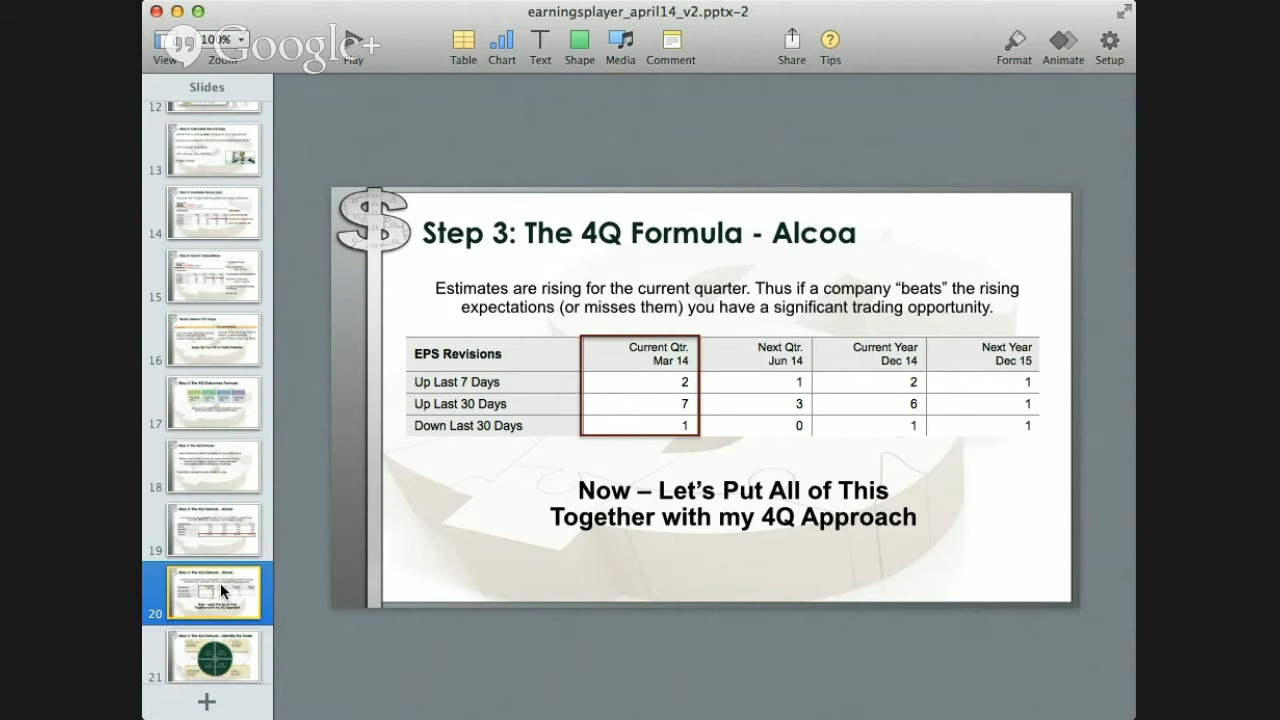 earningsplayer_april14_v2.pptx-2
Google+
100%
View Zoom Play Table Chart Text Shape Media Comment Share Tips Format Animate Setup
Slides
12
13
14
15
16
17
18
19
20
21
Step 3: The 4Q Formula - Alcoa
Estimates are rising for the current quarter. Thus if a company “beats” the rising
expectations (or misses them) you have a significant trading opportunity.
EPS Revisions Current Qtr. Mar 14 Next Qtr. Jun 14 Current Year Dec 14 Next Year Dec 15
Up Last 7 Days 2 1 2 1
Up Last 30 Days 7 3 6 1
Down Last 30 Days 1 0 1 1
Now – Let’s Put All of This
Together with my 4Q Approach